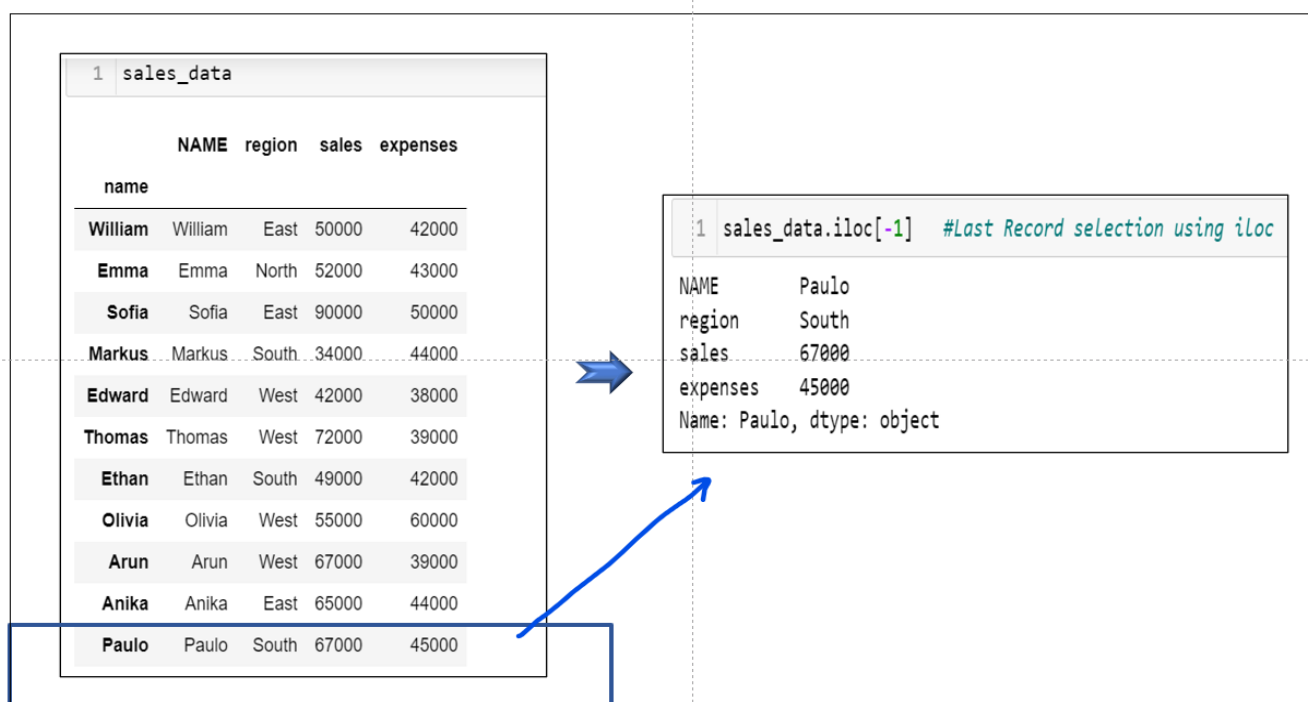 1 sales_data
NAME region sales expenses
name
William William East 50000 42000
Emma Emma North 52000 43000
Sofia Sofia East 90000 50000
Markus Markus South 34000 44000
Edward Edward West 42000 38000
Thomas Thomas West 72000 39000
Ethan Ethan South 49000 42000
Olivia Olivia West 55000 60000
Arun Arun West 67000 39000
Anika Anika East 65000 44000
Paulo Paulo South 67000 45000
1 sales_data.iloc[-1] #Last Record selection using iloc
NAME Paulo
region South
sales 67000
expenses 45000
Name: Paulo, dtype: object